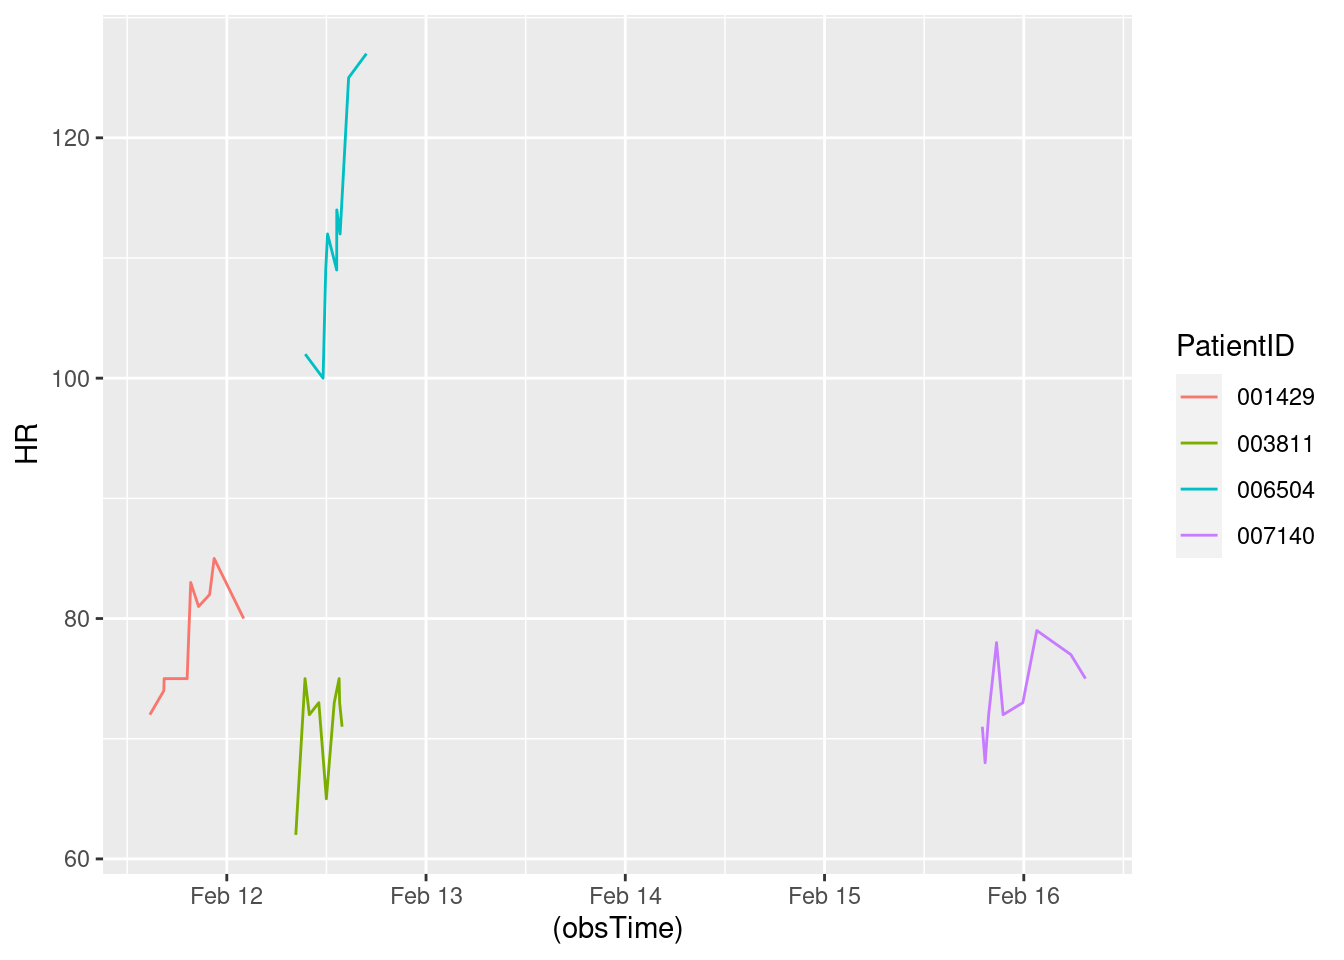 120
100
80
60
HR
Feb 12
Feb 13
Feb 14
Feb 15
Feb 16
(obsTime)
PatientID
001429
003811
006504
007140